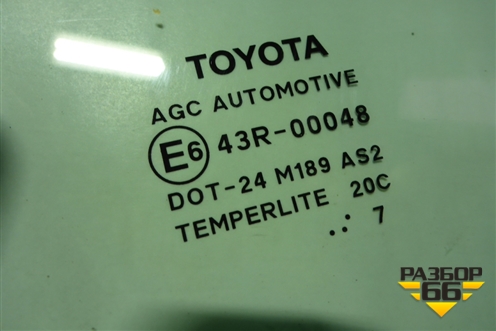 TOYOTA
AGC AUTOMOTIVE
E6 43R-00048
DOT-24 M189 AS2
TEMPERLITE 20C
.: 7
РАЗБОР
66